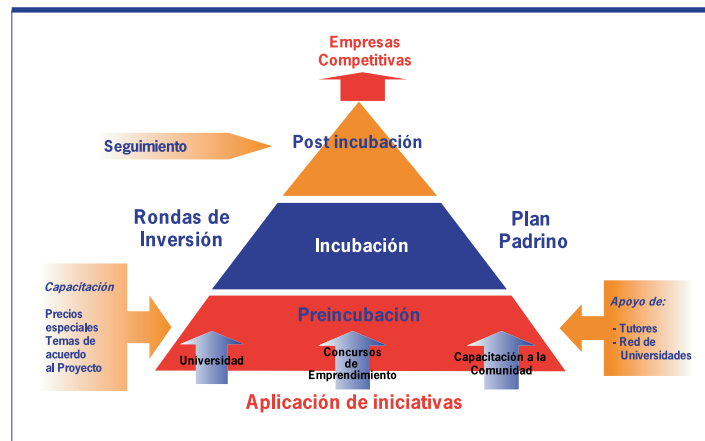 Empresas
Competitivas
Post incubación
Seguimiento
Rondas de
Inversión
Plan
Padrino
Incubación
Capacitación
Precios
especiales
Temas de
acuerdo
al Proyecto
Preincubación
Apoyo de:
- Tutores
- Red de
Universidades
Universidad
Concursos
de
Emprendimiento
Capacitación a la
Comunidad
Aplicación de iniciativas